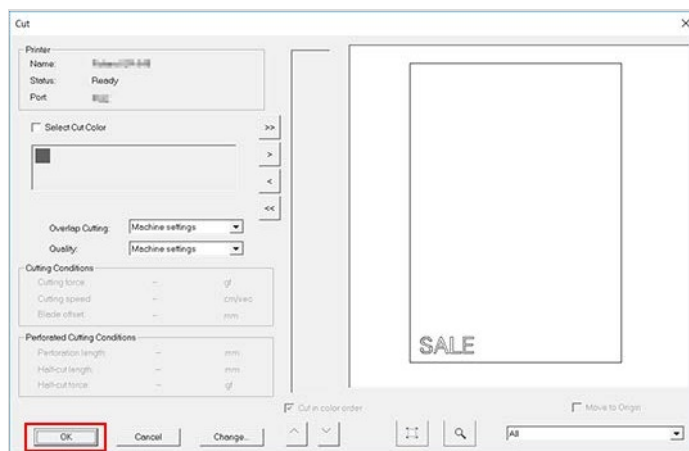 Cut
Printer
Name:
Status: Ready
Port:
Select Cut Color
>>
>
<
<<
Overlap Cutting: Machine settings
Quality: Machine settings
Cutting Conditions
Cutting force: -- gf
Cutting speed: -- cm/sec
Blade offset: -- mm
Perforated Cutting Conditions
Perforation length: -- mm
Half-cut length: -- mm
Half-cut force: -- gf
SALE
Cut in color order
Move to Origin
OK Cancel Change... All